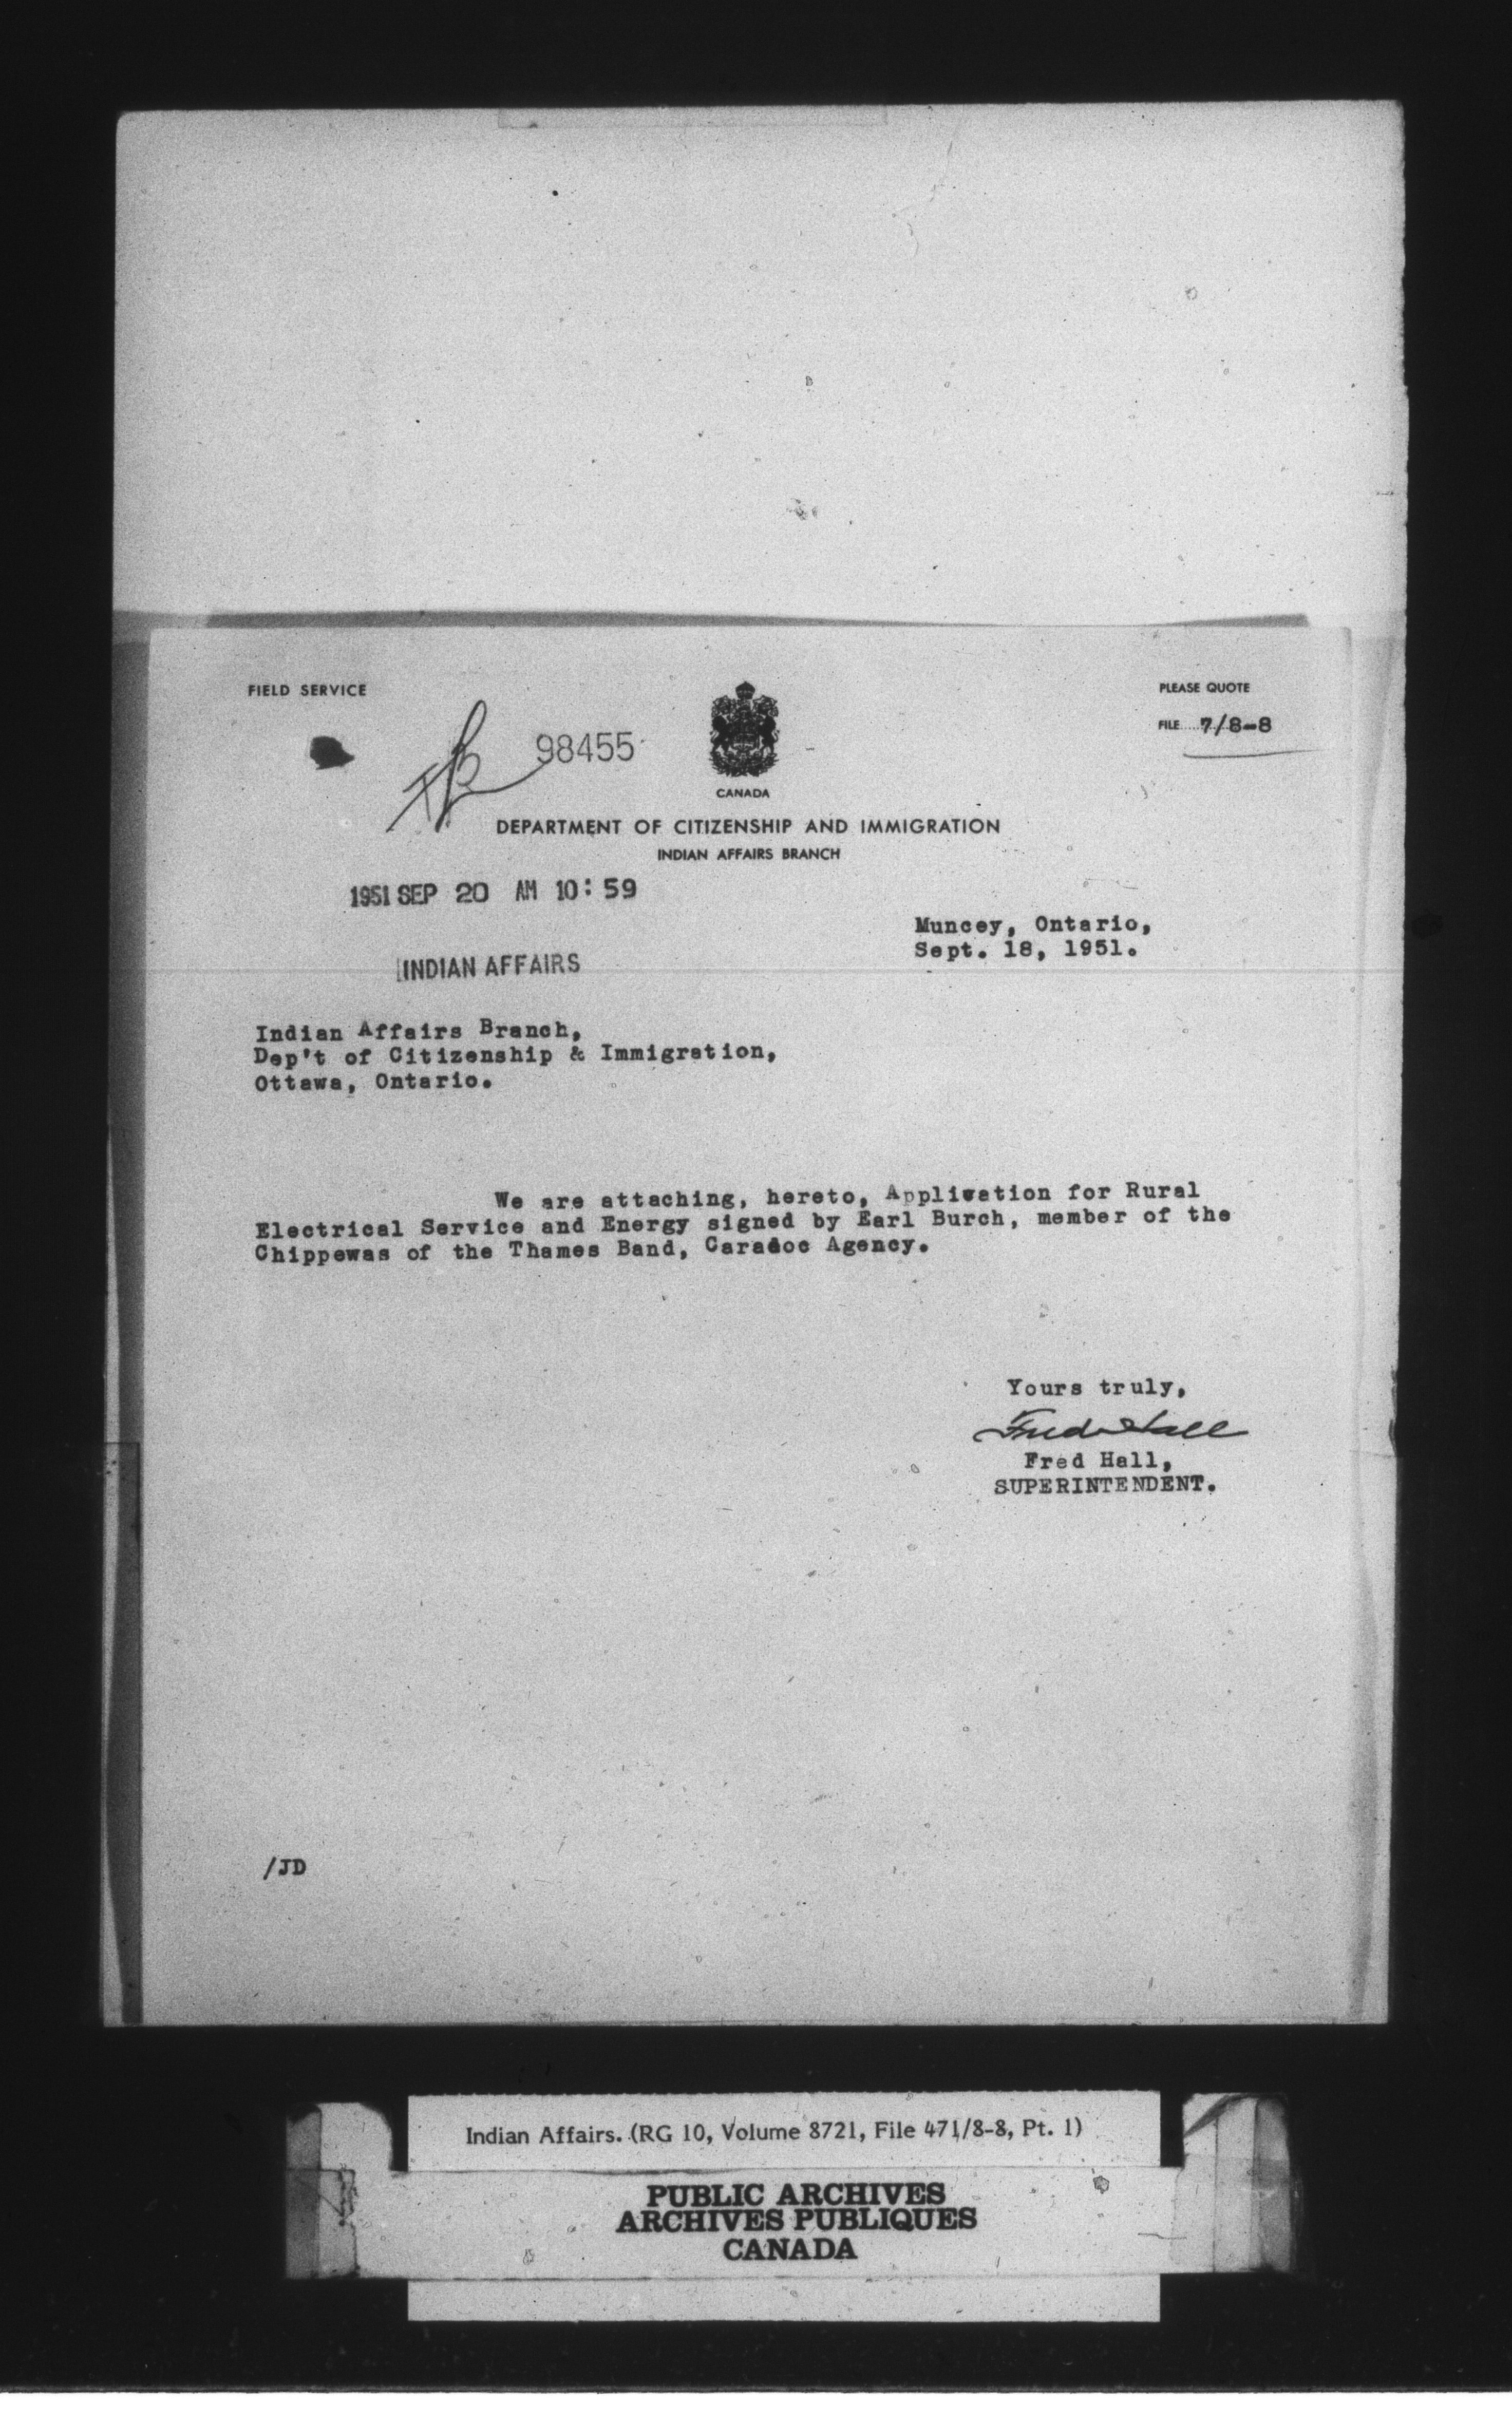 FIELD SERVICE
PLEASE QUOTE
FILE 7/8-8
98455
CANADA
DEPARTMENT OF CITIZENSHIP AND IMMIGRATION
INDIAN AFFAIRS BRANCH
1951 SEP 20 AM 10:59
INDIAN AFFAIRS
Muncey, Ontario,
Sept. 18, 1951.
Indian Affairs Branch,
Dep't of Citizenship & Immigration,
Ottawa, Ontario.
We are attaching, hereto, Application for Rural
Electrical Service and Energy signed by Earl Burch, member of the
Chippewas of the Thames Band, Caradoc Agency.
Yours truly,
Fred Hall
Fred Hall,
SUPERINTENDENT.
/JD
Indian Affairs. (RG 10, Volume 8721, File 471/8-8, Pt. 1)
PUBLIC ARCHIVES
ARCHIVES PUBLIQUES
CANADA